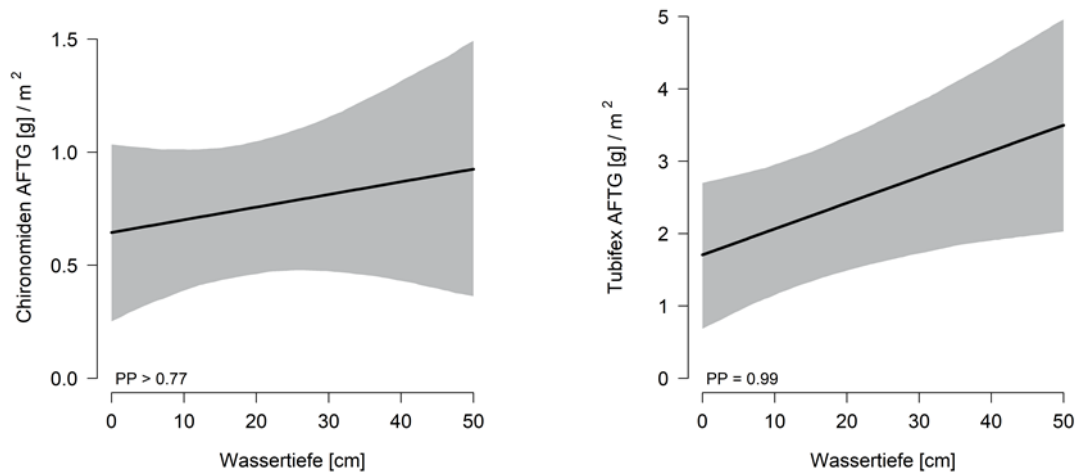 Chironomiden AFTG [g] / m 2
1.5
1.0
0.5
0.0
PP > 0.77
0 10 20 30 40 50
Wassertiefe [cm]
Tubifex AFTG [g] / m 2
5
4
3
2
1
0
PP = 0.99
0 10 20 30 40 50
Wassertiefe [cm]